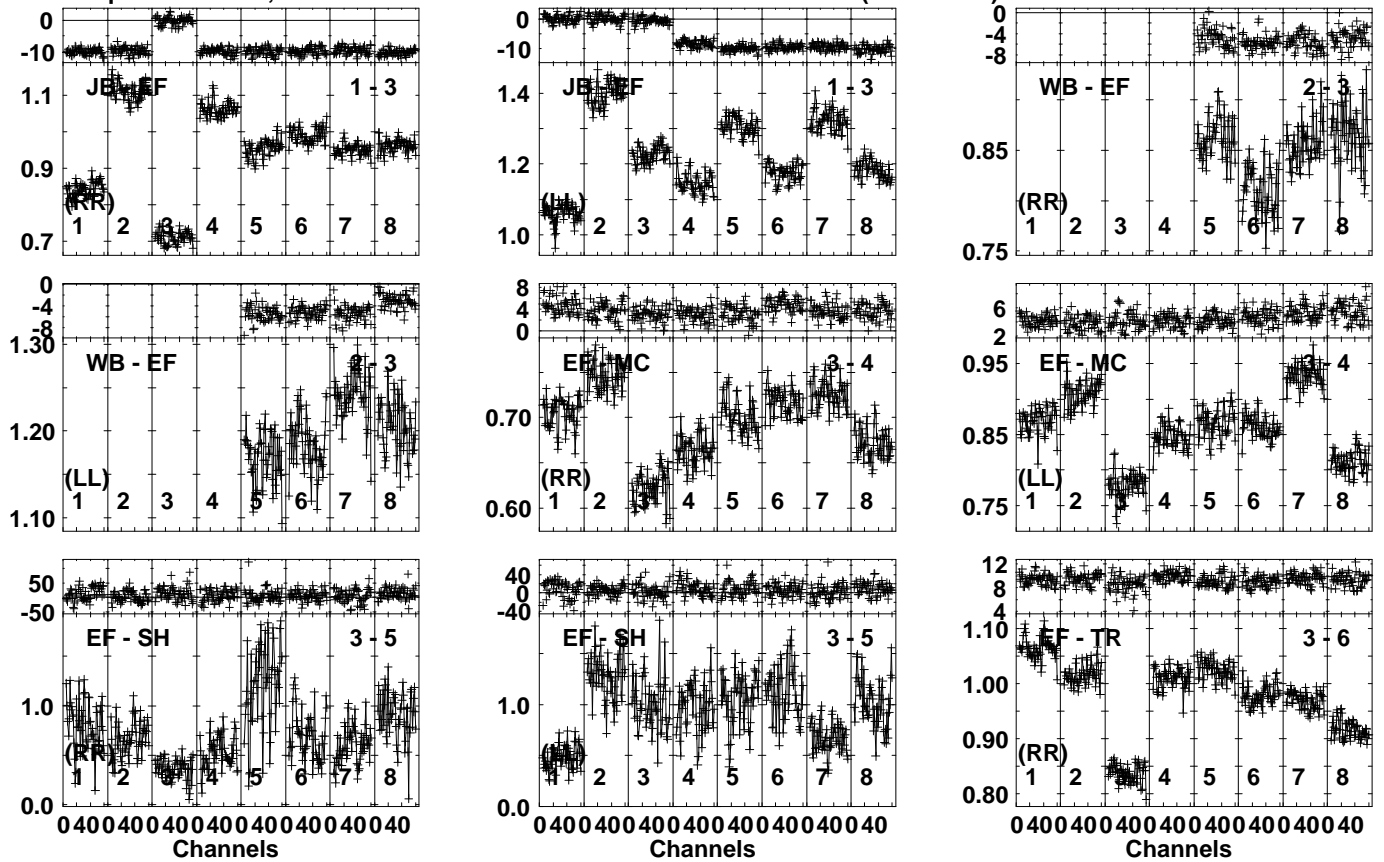 0
-10
JB - EF 1 - 3
1.1
0.9
0.7
(RR)
1 2 3 4 5 6 7 8
0
-10
JB - EF 1 - 3
1.4
1.2
1.0
(LL)
1 2 3 4 5 6 7 8
0
-4
-8
WB - EF 2 - 3
0.85
0.75
(RR)
1 2 3 4 5 6 7 8
0
-4
-8
1.30
WB - EF 2 - 3
1.20
1.10
(LL)
1 2 3 4 5 6 7 8
8
4
0
EF - MC 3 - 4
0.70
0.60
(RR)
1 2 3 4 5 6 7 8
6
2
0.95
EF - MC 3 - 4
0.85
0.75
(LL)
1 2 3 4 5 6 7 8
50
-50
EF - SH 3 - 5
1.0
0.0
(RR)
1 2 3 4 5 6 7 8
0 40 0 40 0 40 0 40 0 40 0 40 0 40 0 40
Channels
40
0
-40
EF - SH 3 - 5
1.0
0.0
(LL)
1 2 3 4 5 6 7 8
0 40 0 40 0 40 0 40 0 40 0 40 0 40 0 40
Channels
12
8
4
1.10
EF - TR 3 - 6
1.00
0.90
0.80
(RR)
1 2 3 4 5 6 7 8
0 40 0 40 0 40 0 40 0 40 0 40 0 40 0 40
Channels